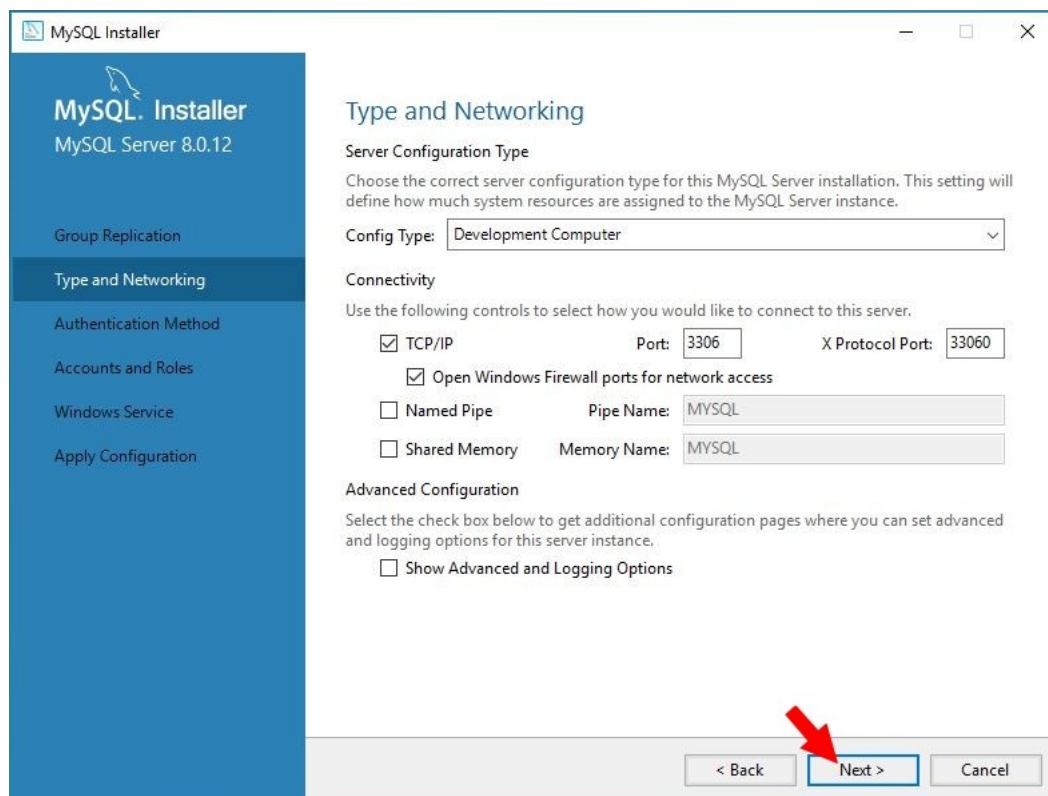 MySQL Installer
MySQL. Installer
MySQL Server 8.0.12
Group Replication
Type and Networking
Authentication Method
Accounts and Roles
Windows Service
Apply Configuration
Type and Networking
Server Configuration Type
Choose the correct server configuration type for this MySQL Server installation. This setting will
define how much system resources are assigned to the MySQL Server instance.
Config Type: Development Computer
Connectivity
Use the following controls to select how you would like to connect to this server.
TCP/IP Port: 3306 X Protocol Port: 33060
Open Windows Firewall ports for network access
Named Pipe Pipe Name: MYSQL
Shared Memory Memory Name: MYSQL
Advanced Configuration
Select the check box below to get additional configuration pages where you can set advanced
and logging options for this server instance.
Show Advanced and Logging Options
< Back Next > Cancel